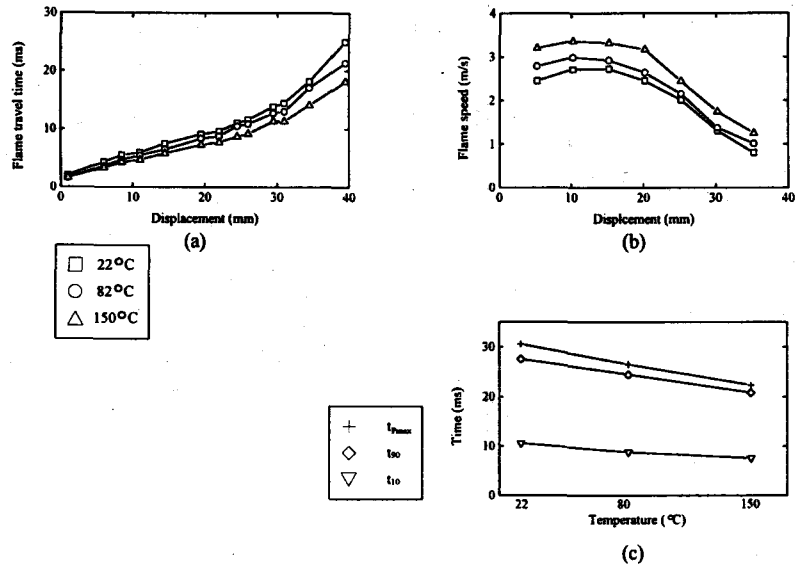 30
20
10
0
Flame travel time (ms)
0 10 20 30 40
Displacement (mm)
(a)
4
3
2
1
0
Flame speed (m/s)
0 10 20 30 40
Displcement (mm)
(b)
22°C
82°C
150°C
tPmax
t90
t10
30
20
10
0
Time (ms)
22 80 150
Temperature (°C)
(c)